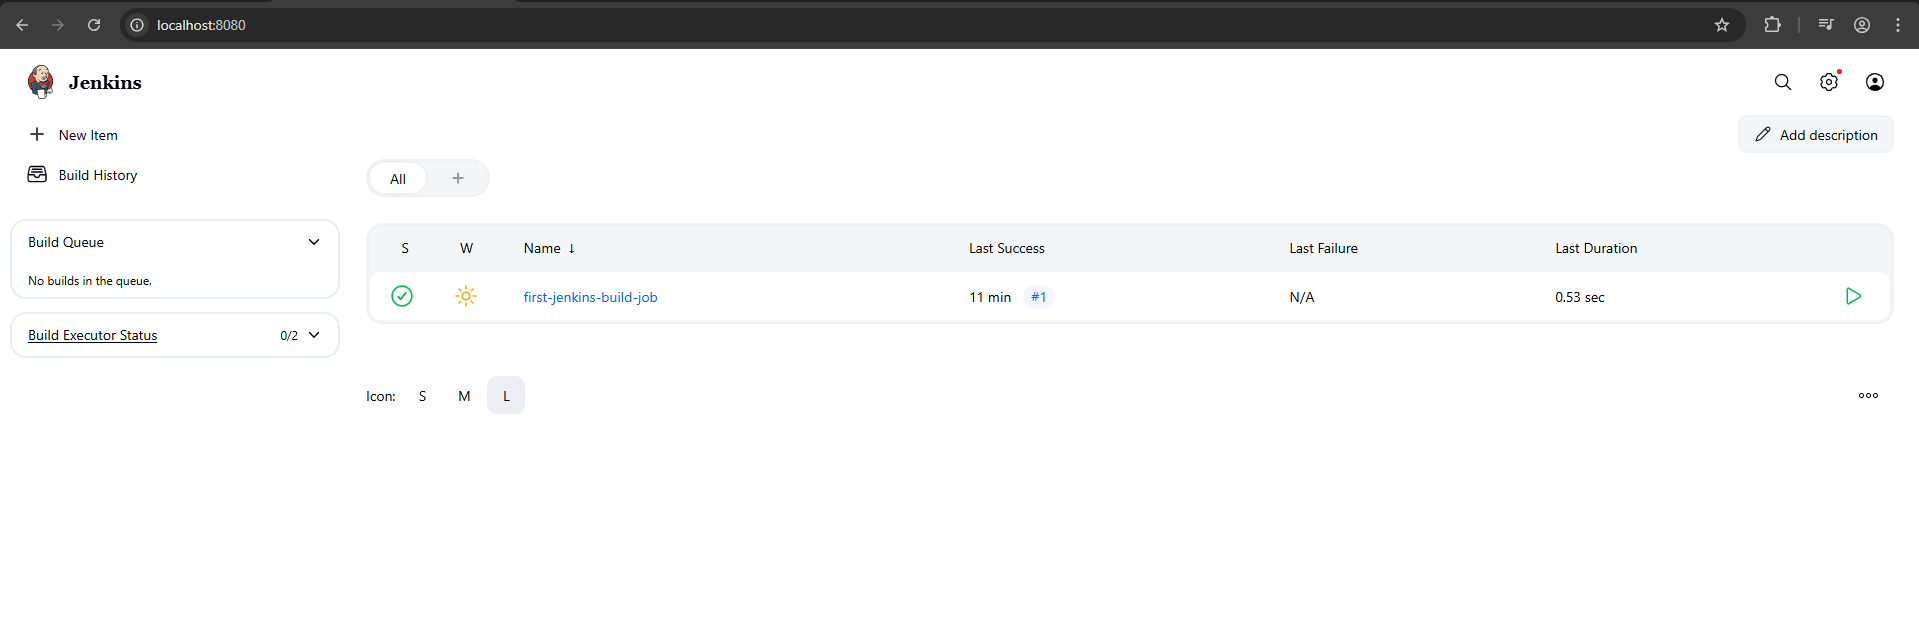 localhost:8080
Jenkins
New Item
Add description
Build History
All
Build Queue
No builds in the queue.
Build Executor Status 0/2
S W Name ↓ Last Success Last Failure Last Duration
first-jenkins-build-job 11 min #1 N/A 0.53 sec
Icon: S M L